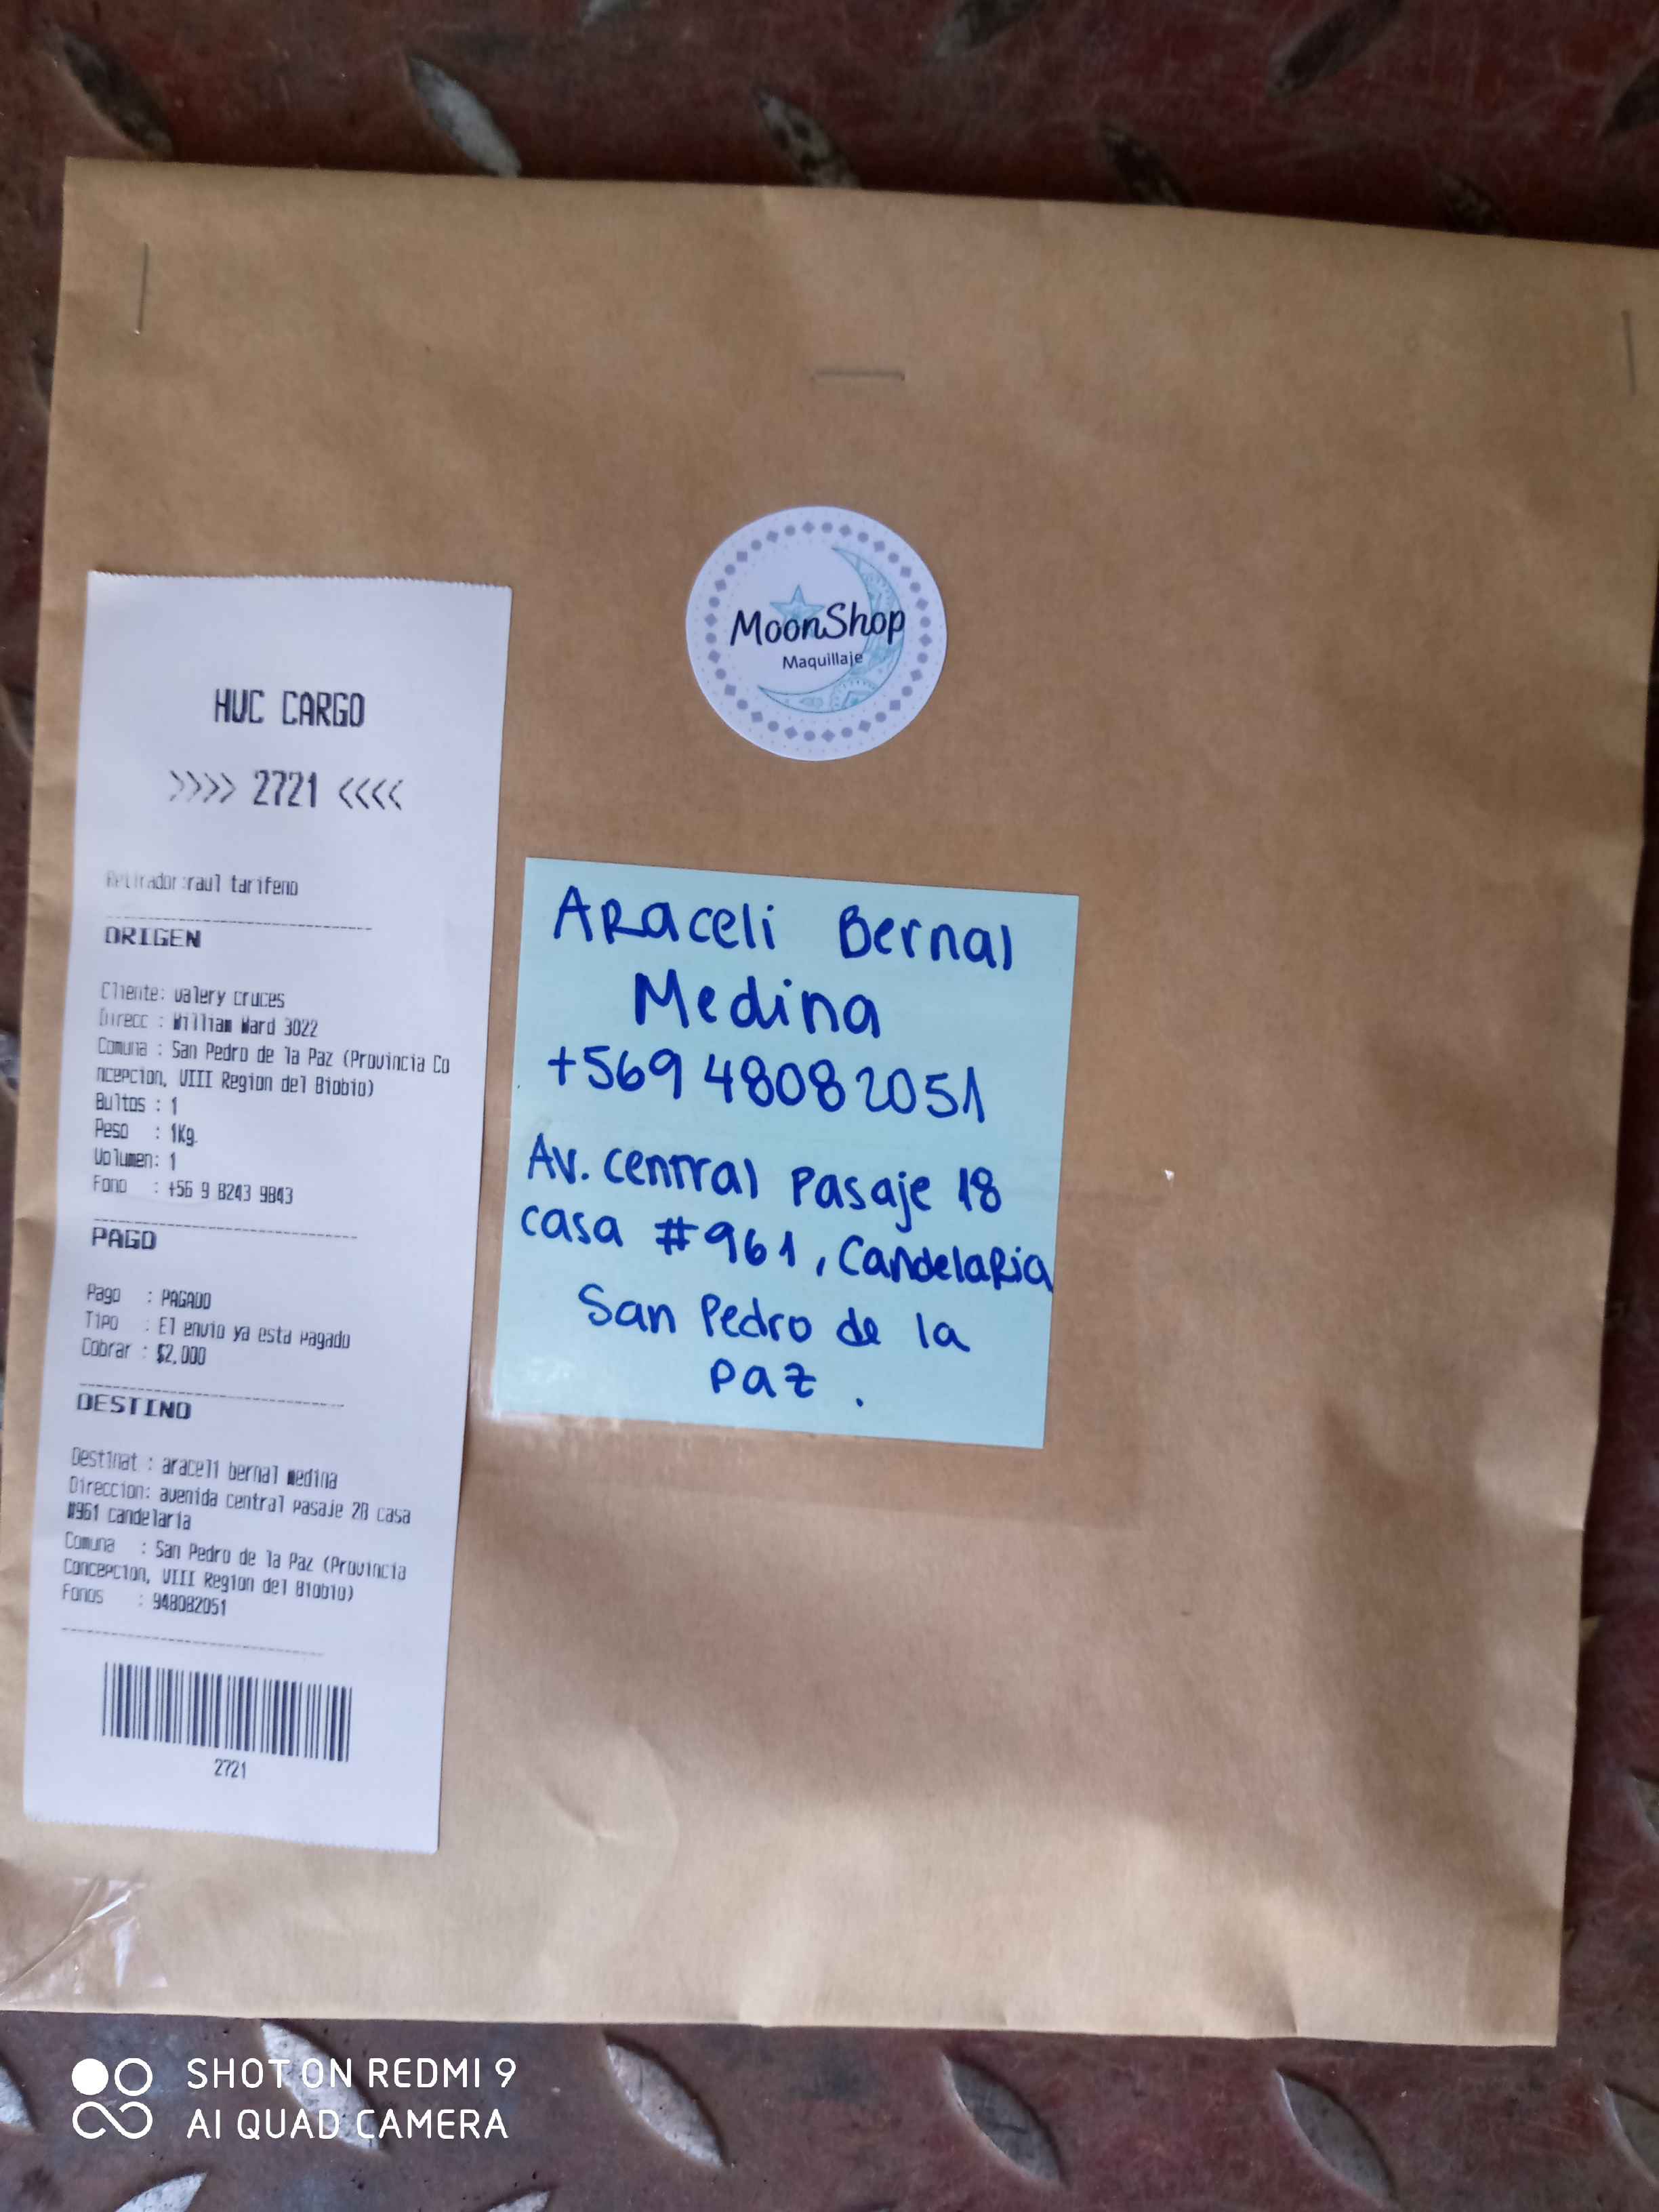 HUC CARGO
>>>> 2721 <<<<
Retirador:raul tarifeno
ORIGEN
Cliente: valery cruces
Direcc : William Ward 3022
Comuna : San Pedro de la Paz (Provincia Co
ncepcion, VIII Region del Biobio)
Bultos : 1
Peso : 1Kg.
Volumen: 1
Fono : +56 9 8243 9843
PAGO
Pago : PAGADO
Tipo : El envio ya esta pagado
Cobrar : $2.000
DESTINO
Destinat : araceli bernal medina
Direccion: avenida central pasaje 28 casa
#961 candelaria
Comuna : San Pedro de la Paz (Provincia
Concepcion, VIII Region del Biobio)
Fonos : 948082051
2721
MoonShop
Maquillaje
Araceli Bernal
Medina
+569 48082051
Av. central Pasaje 18
casa #961, Candelaria
San Pedro de la
Paz.
SHOT ON REDMI 9
AI QUAD CAMERA